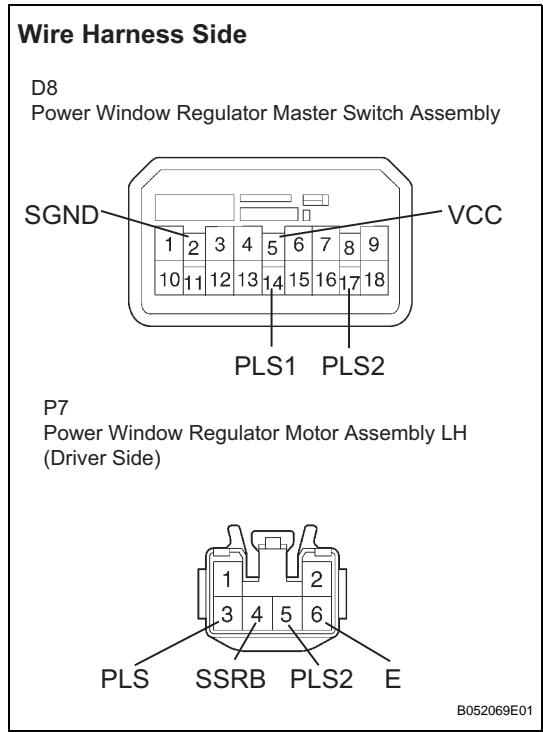 Wire Harness Side
D8
Power Window Regulator Master Switch Assembly
SGND
VCC
1 2 3 4 5 6 7 8 9
10 11 12 13 14 15 16 17 18
PLS1 PLS2
P7
Power Window Regulator Motor Assembly LH
(Driver Side)
1 2
3 4 5 6
PLS SSRB PLS2 E
B052069E01